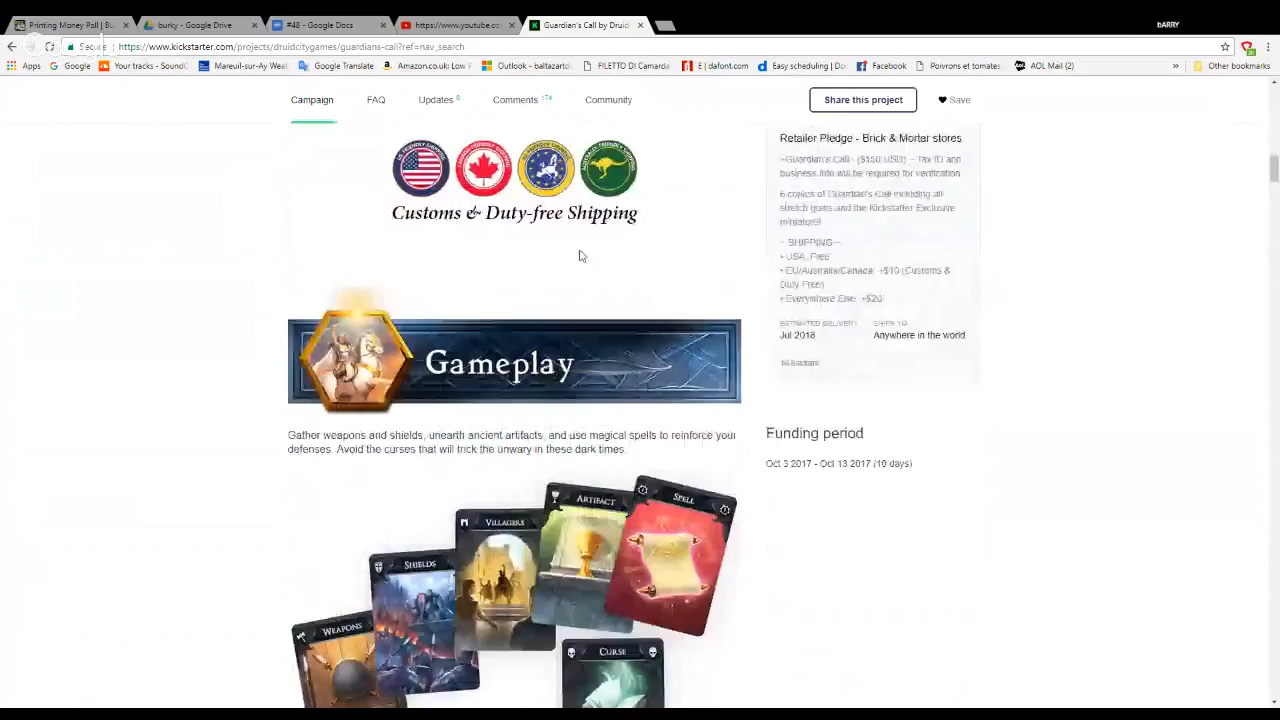 Printing Money Poll | Bu
burky - Google Drive
#48 - Google Docs
https://www.youtube.co
Guardian's Call by Druid
bARRY
Secure
https://www.kickstarter.com/projects/druidcitygames/guardians-call?ref=nav_search
Apps
Google
Your tracks - SoundC
Mareuil-sur-Ay Weat
Google Translate
Amazon.co.uk: Low P
Outlook - baltazartol
FILETTO DI Camarda
E | dafont.com
Easy scheduling | Do
Facebook
Poivrons et tomates
AOL Mail (2)
»
Other bookmarks
Campaign
FAQ
Updates 0
Comments 174
Community
Share this project
Save
Customs & Duty-free Shipping
Gameplay
Gather weapons and shields, unearth ancient artifacts, and use magical spells to reinforce your
defenses. Avoid the curses that will trick the unwary in these dark times.
WEAPONS
SHIELDS
VILLAGERS
ARTIFACT
SPELL
CURSE
Retailer Pledge - Brick & Mortar stores
~Guardian's Call - ($150 USD) ~ Tax ID and
business info will be required for verification
6 copies of Guardian's Call including all
stretch goals and the Kickstarter Exclusive
miniature!
~ SHIPPING ~
• USA: Free
• EU/Australia/Canada: +$10 (Customs &
Duty Free)
• Everywhere Else: +$20
ESTIMATED DELIVERY
SHIPS TO
Jul 2018
Anywhere in the world
backers
Funding period
Oct 3 2017 - Oct 13 2017 (10 days)